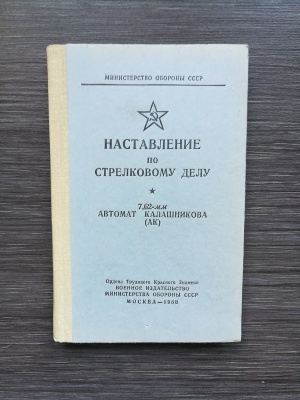 МИНИСТЕРСТВО ОБОРОНЫ СССР
НАСТАВЛЕНИЕ
ПО
СТРЕЛКОВОМУ ДЕЛУ
7,62-мм
АВТОМАТ КАЛАШНИКОВА
(АК)
Ордена Трудового Красного Знамени
ВОЕННОЕ ИЗДАТЕЛЬСТВО
МИНИСТЕРСТВА ОБОРОНЫ СССР
МОСКВА—1968